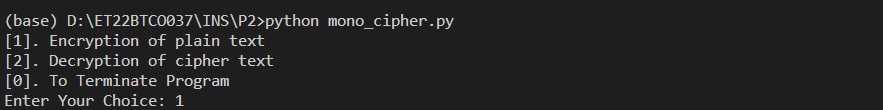 (base) D:\ET22BTCO037\INS\P2>python mono_cipher.py
[1]. Encryption of plain text
[2]. Decryption of cipher text
[0]. To Terminate Program
Enter Your Choice: 1